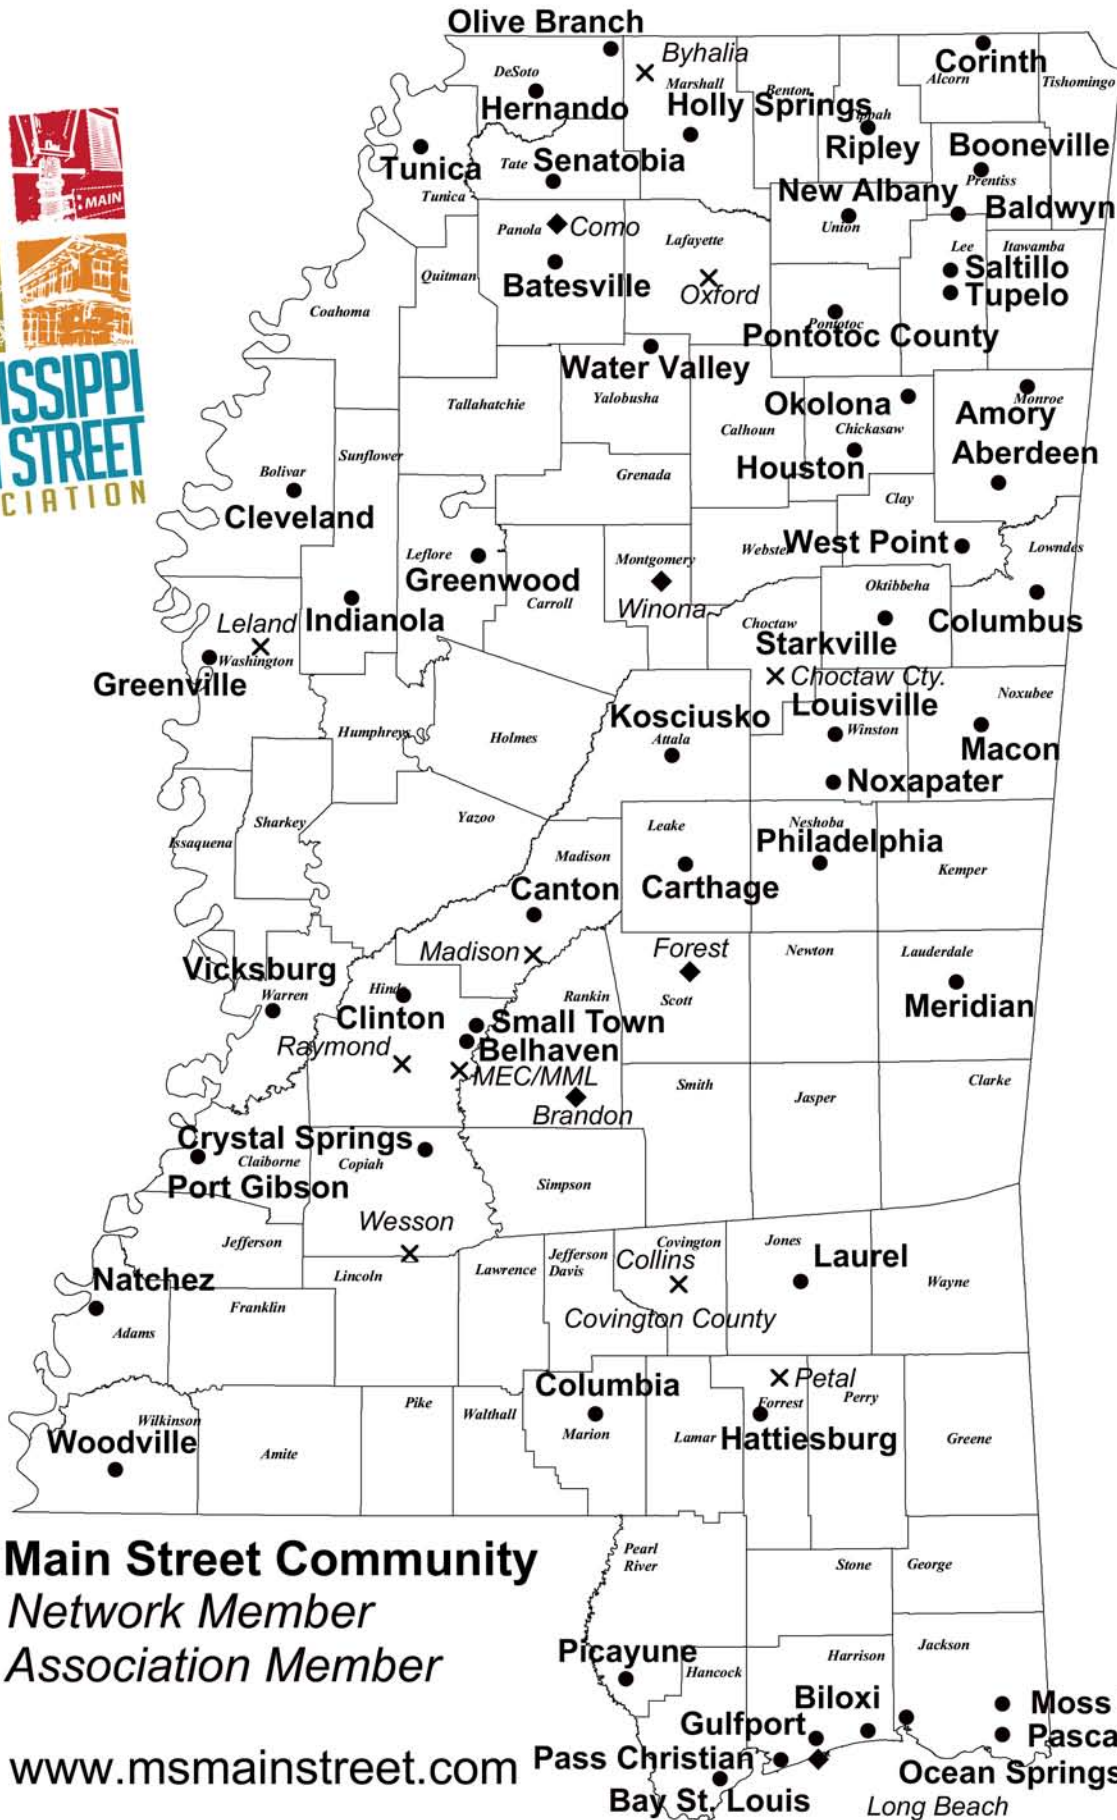 Olive Branch
Byhalia
Corinth
DeSoto
Marshall
Benton
Alcorn
Tishomingo
Hernando
Holly Springs
Tippah
MAIN
Tunica
Tate
Senatobia
Ripley
Booneville
Prentiss
Tunica
New Albany
Baldwyn
Union
Panola
Como
Lafayette
Lee
Itawamba
Quitman
Saltillo
Batesville
Oxford
Tupelo
Coahoma
Pontotoc
Pontotoc County
ISSIPPI
Water Valley
Tallahatchie
Yalobusha
Okolona
Monroe
Amory
STREET
Sunflower
Calhoun
Chickasaw
Aberdeen
Bolivar
Grenada
Houston
CIATION
Clay
Cleveland
Leflore
Montgomery
Webster
West Point
Lowndes
Greenwood
Oktibbeha
Carroll
Winona
Leland
Indianola
Choctaw
Columbus
Starkville
Washington
Greenville
Choctaw Cty.
Noxubee
Louisville
Kosciusko
Humphreys
Holmes
Attala
Winston
Macon
Noxapater
Sharkey
Yazoo
Leake
Neshoba
Issaquena
Philadelphia
Madison
Kemper
Canton
Carthage
Madison
Forest
Newton
Lauderdale
Vicksburg
Warren
Hinds
Rankin
Scott
Clinton
Small Town
Meridian
Raymond
Belhaven
MEC/MML
Smith
Jasper
Clarke
Brandon
Crystal Springs
Claiborne
Copiah
Port Gibson
Simpson
Wesson
Jefferson
Covington
Jones
Jefferson
Davis
Collins
Laurel
Natchez
Lincoln
Lawrence
Wayne
Franklin
Covington County
Adams
Petal
Columbia
Perry
Pike
Forrest
Wilkinson
Walthall
Woodville
Marion
Lamar
Hattiesburg
Greene
Amite
Main Street Community
Pearl
River
Stone
George
Network Member
Association Member
Picayune
Hancock
Harrison
Jackson
Biloxi
Moss
Gulfport
Pasca
www.msmainstreet.com
Pass Christian
Ocean Springs
Bay St. Louis
Long Beach